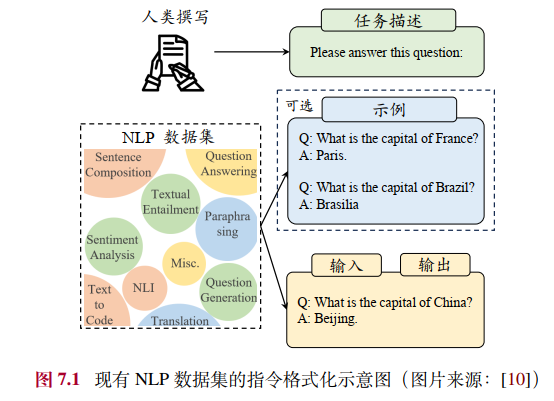 人类撰写
任务描述
Please answer this question:
可选
示例
Q: What is the capital of France?
A: Paris.
Q: What is the capital of Brazil?
A: Brasilia
NLP 数据集
Sentence
Composition
Question
Answering
Textual
Entailment
Paraphra
sing
Sentiment
Analysis
Misc.
NLI
Question
Generation
Text
to
Code
Translation
输入
输出
Q: What is the capital of China?
A: Beijing.
图 7.1 现有 NLP 数据集的指令格式化示意图（图片来源：[10]）